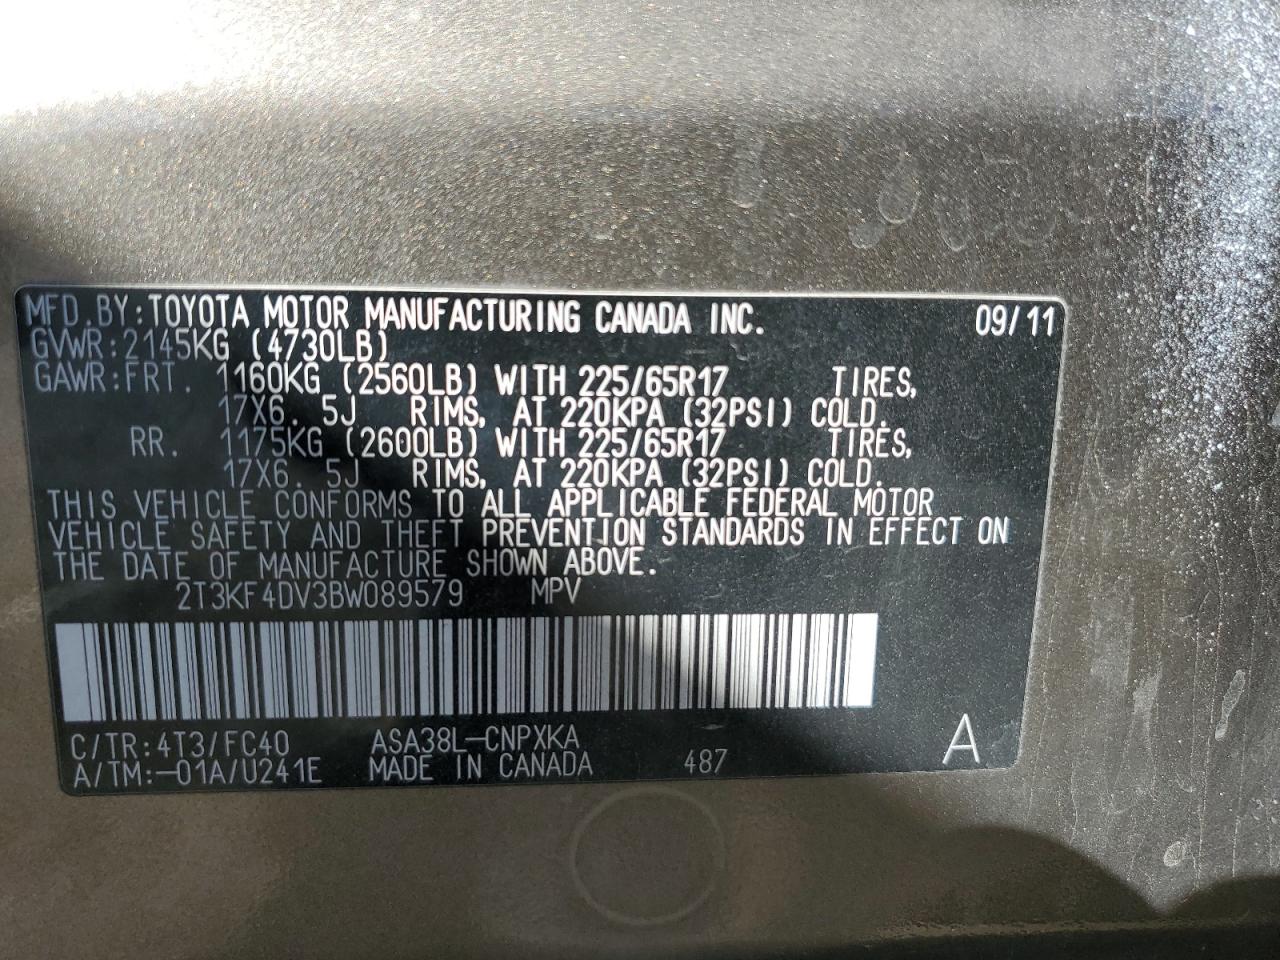 MFD.BY:TOYOTA MOTOR MANUFACTURING CANADA INC. 09/11
GVWR:2145KG (4730LB)
GAWR:FRT. 1160KG (2560LB) WITH 225/65R17 TIRES,
17X6. 5J RIMS, AT 220KPA (32PSI) COLD.
RR. 1175KG (2600LB) WITH 225/65R17 TIRES,
17X6. 5J RIMS, AT 220KPA (32PSI) COLD.
THIS VEHICLE CONFORMS TO ALL APPLICABLE FEDERAL MOTOR
VEHICLE SAFETY AND THEFT PREVENTION STANDARDS IN EFFECT ON
THE DATE OF MANUFACTURE SHOWN ABOVE.
2T3KF4DV3BW089579 MPV
C/TR:4T3/FC40 ASA38L-CNPXKA
A/TM:-01A/U241E MADE IN CANADA 487 A